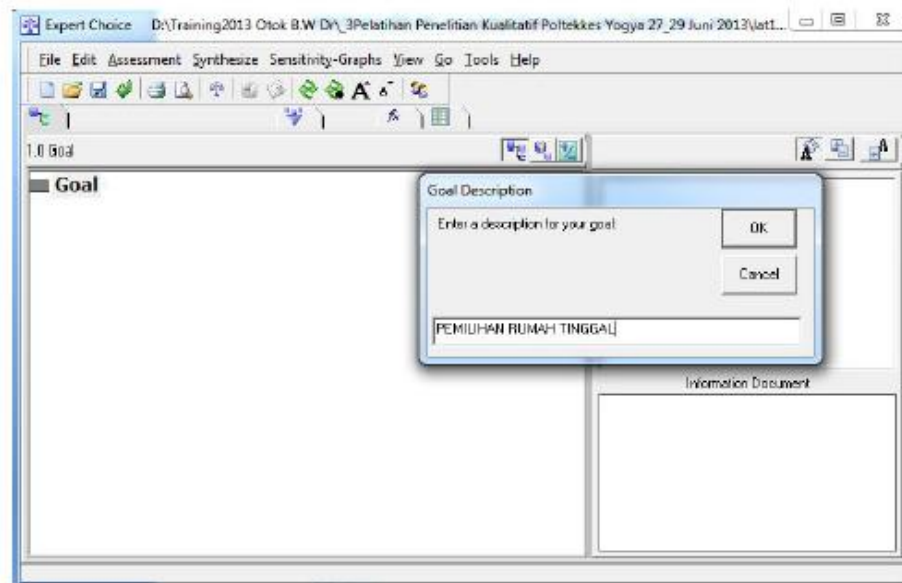 Expert Choice D:\Training2013 Otok B.W Dr\_3Pelatihan Penelitian Kualitatif Poltekkes Yogya 27_29 Juni 2013\lat1...
File Edit Assessment Synthesize Sensitivity-Graphs View Go Tools Help
1.0 Goal
Goal
Goal Description
Enter a description for your goal:
OK
Cancel
PEMILIHAN RUMAH TINGGAL
Information Document